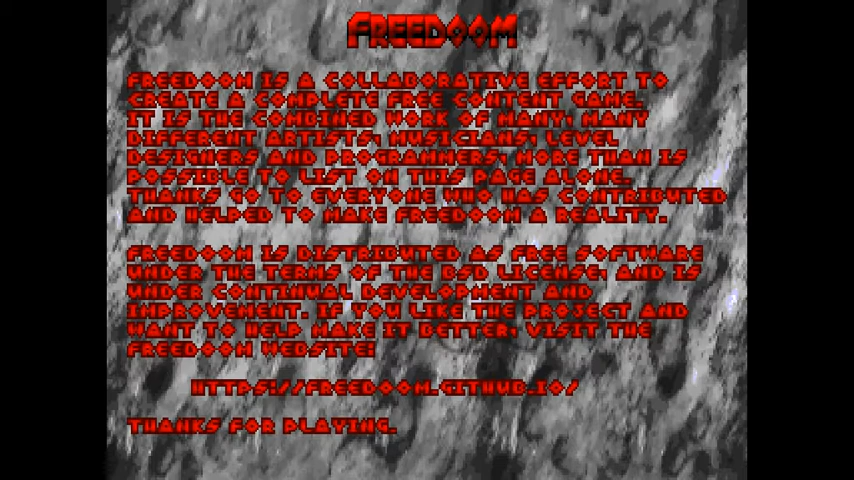 FREEDOOM
FREEDOOM IS A COLLABORATIVE EFFORT TO
CREATE A COMPLETE FREE CONTENT GAME.
IT IS THE COMBINED WORK OF MANY, MANY
DIFFERENT ARTISTS, MUSICIANS, LEVEL
DESIGNERS AND PROGRAMMERS, MORE THAN IS
POSSIBLE TO LIST ON THIS PAGE ALONE.
THANKS GO TO EVERYONE WHO HAS CONTRIBUTED
AND HELPED TO MAKE FREEDOOM A REALITY.
FREEDOOM IS DISTRIBUTED AS FREE SOFTWARE
UNDER THE TERMS OF THE BSD LICENSE, AND IS
UNDER CONTINUAL DEVELOPMENT AND
IMPROVEMENT. IF YOU LIKE THE PROJECT AND
WANT TO HELP MAKE IT BETTER, VISIT THE
FREEDOOM WEBSITE:
HTTPS://FREEDOOM.GITHUB.IO/
THANKS FOR PLAYING.